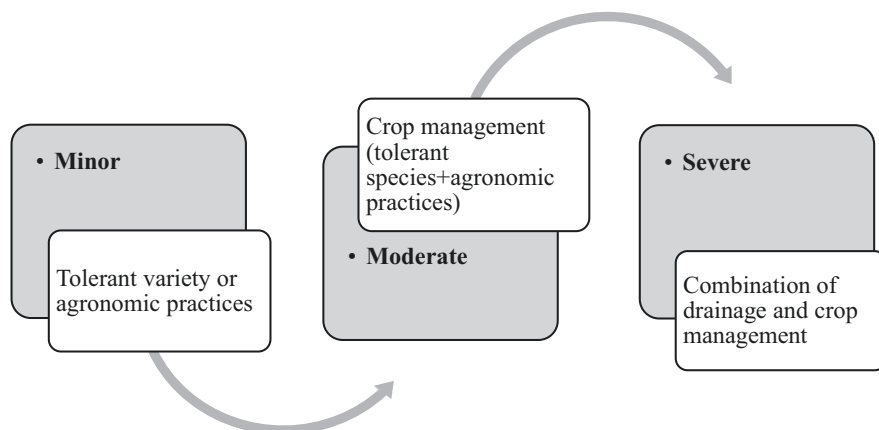 • Minor
Tolerant variety or
agronomic practices
Crop management
(tolerant
species+agronomic
practices)
• Moderate
• Severe
Combination of
drainage and crop
management